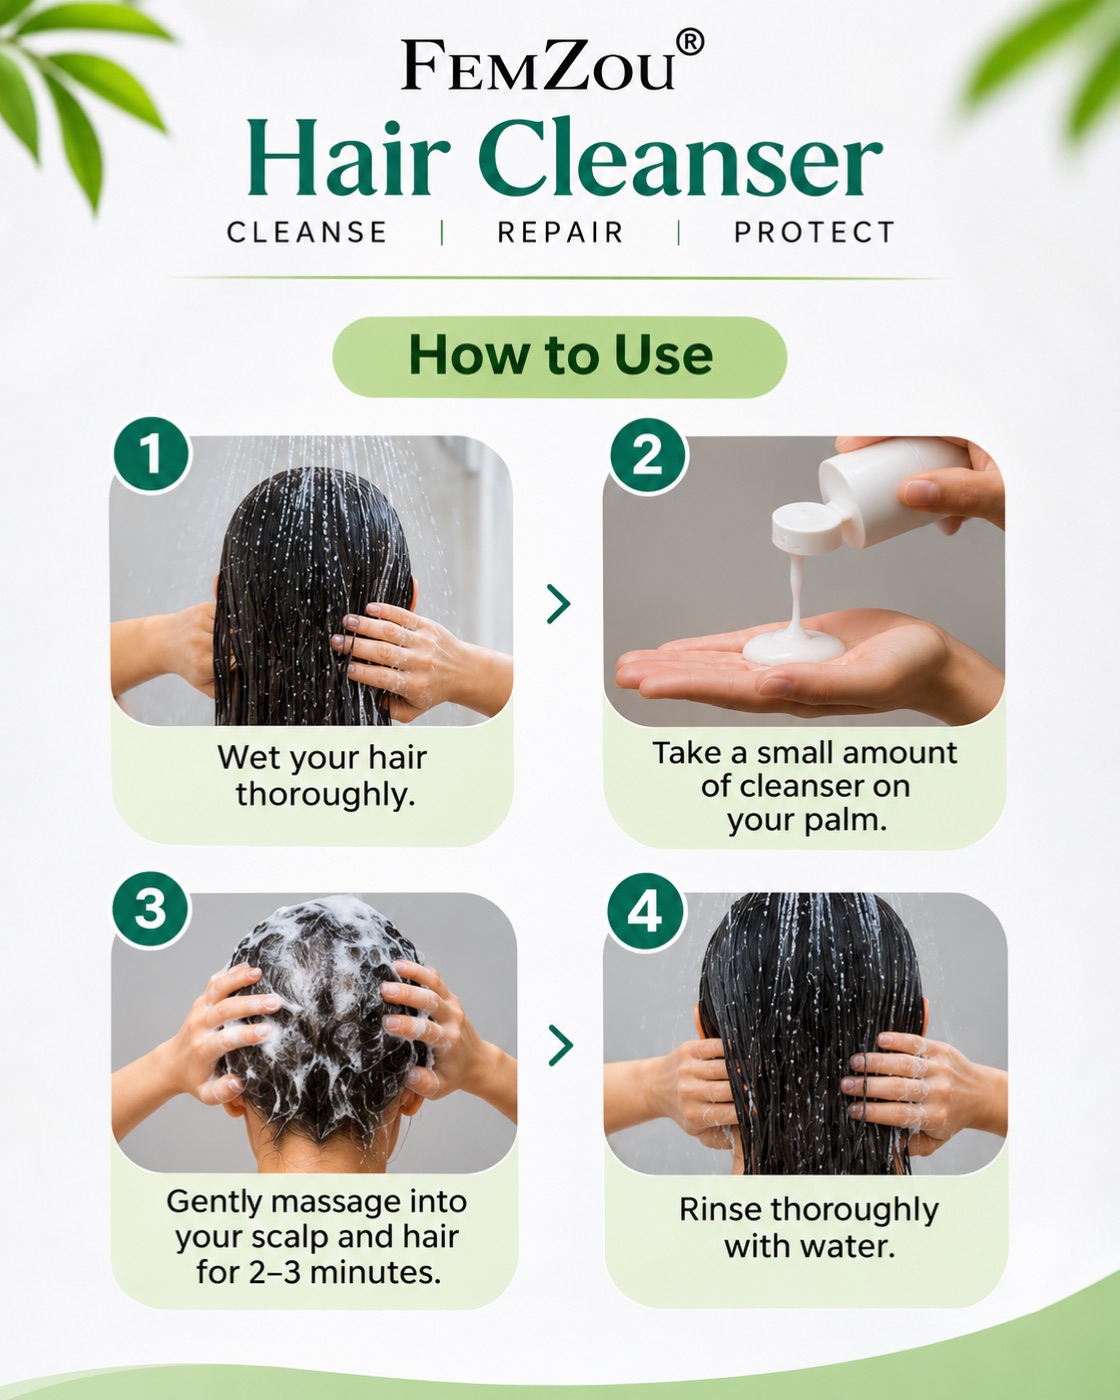 FEMZOU®
Hair Cleanser
CLEANSE | REPAIR | PROTECT
How to Use
1
Wet your hair
thoroughly.
2
Take a small amount
of cleanser on
your palm.
3
Gently massage into
your scalp and hair
for 2–3 minutes.
4
Rinse thoroughly
with water.